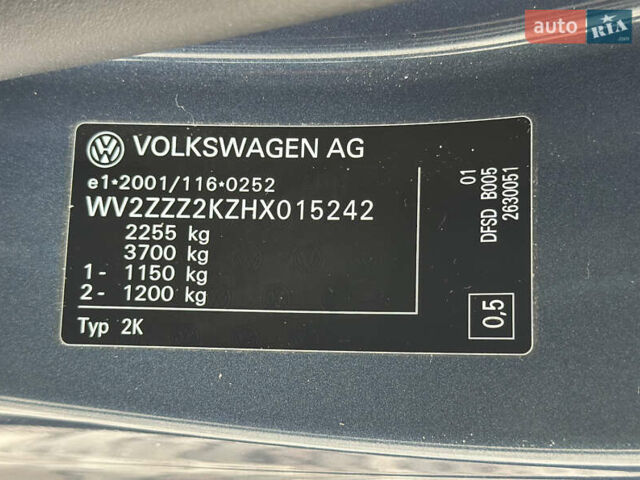 auto RIA
.com
VOLKSWAGEN AG
e1*2001/116*0252
WV2ZZZ2KZHX015242
2255 kg
3700 kg
1- 1150 kg
2- 1200 kg
Typ 2K
01
DFSD B005
2630051
0,5